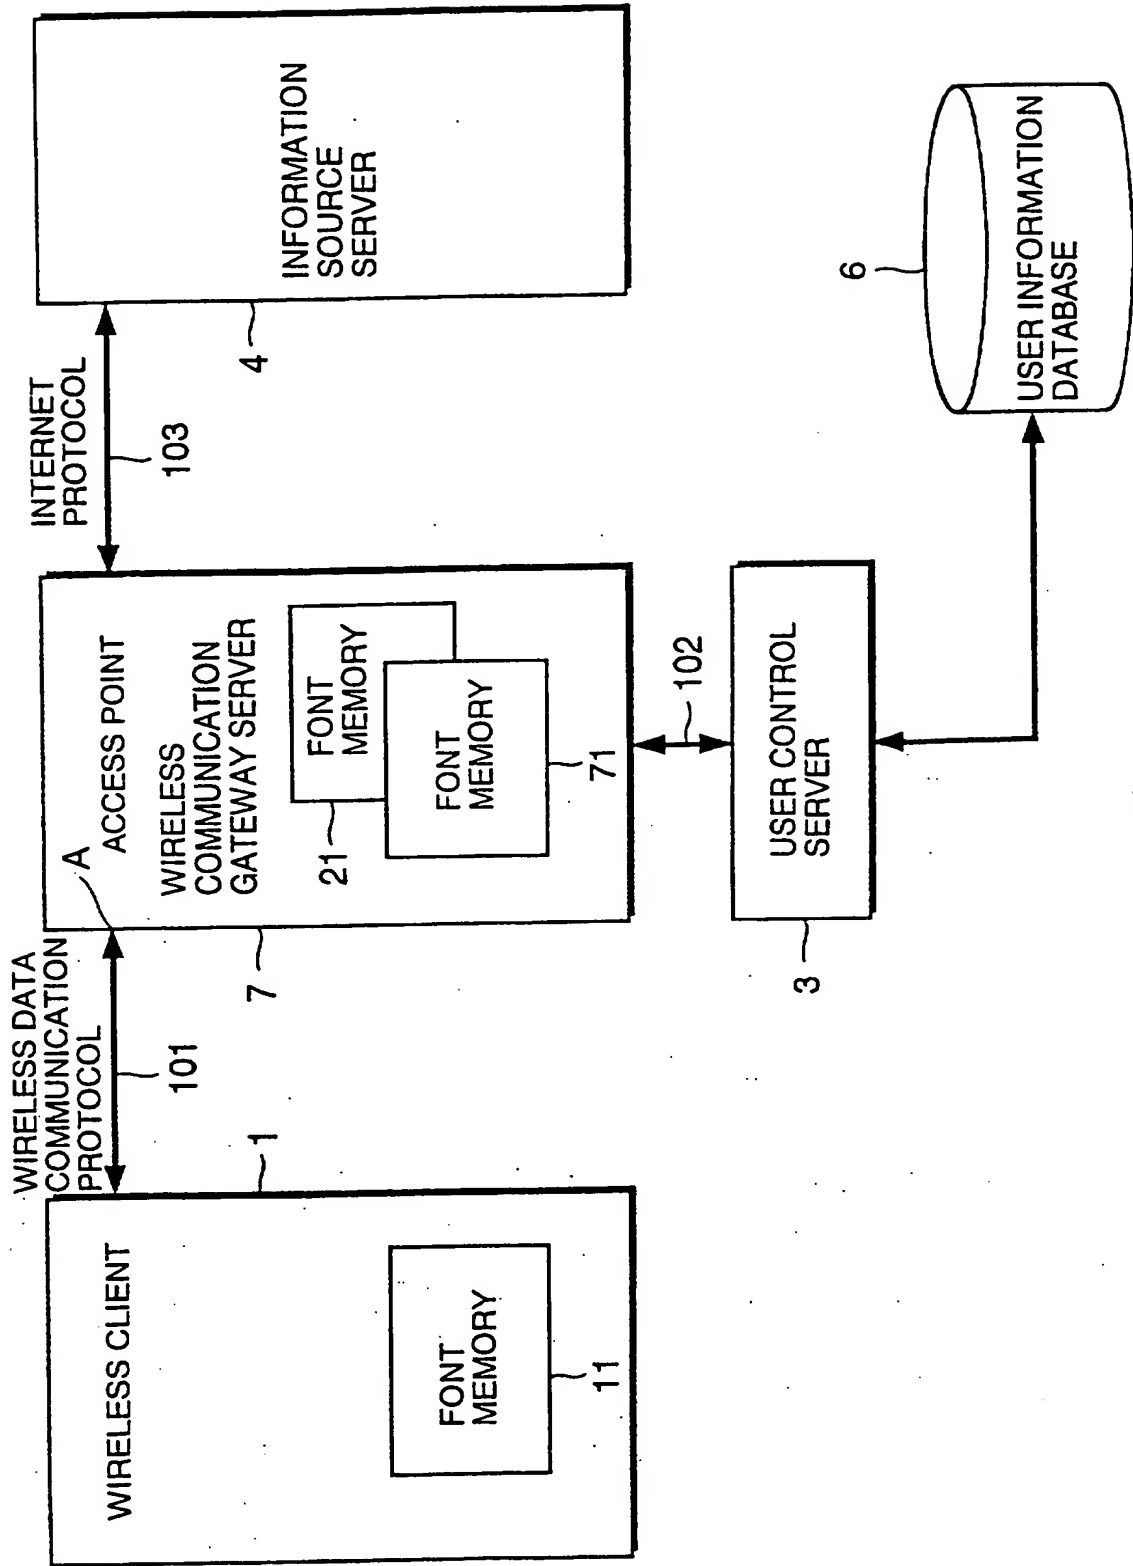 WIRELESS CLIENT
FONT
MEMORY
11
1
WIRELESS DATA
COMMUNICATION
PROTOCOL
101
A
ACCESS POINT
WIRELESS
COMMUNICATION
GATEWAY SERVER
7
FONT
MEMORY
21
FONT
MEMORY
71
INTERNET
PROTOCOL
103
INFORMATION
SOURCE
SERVER
4
102
USER CONTROL
SERVER
3
6
USER INFORMATION
DATABASE